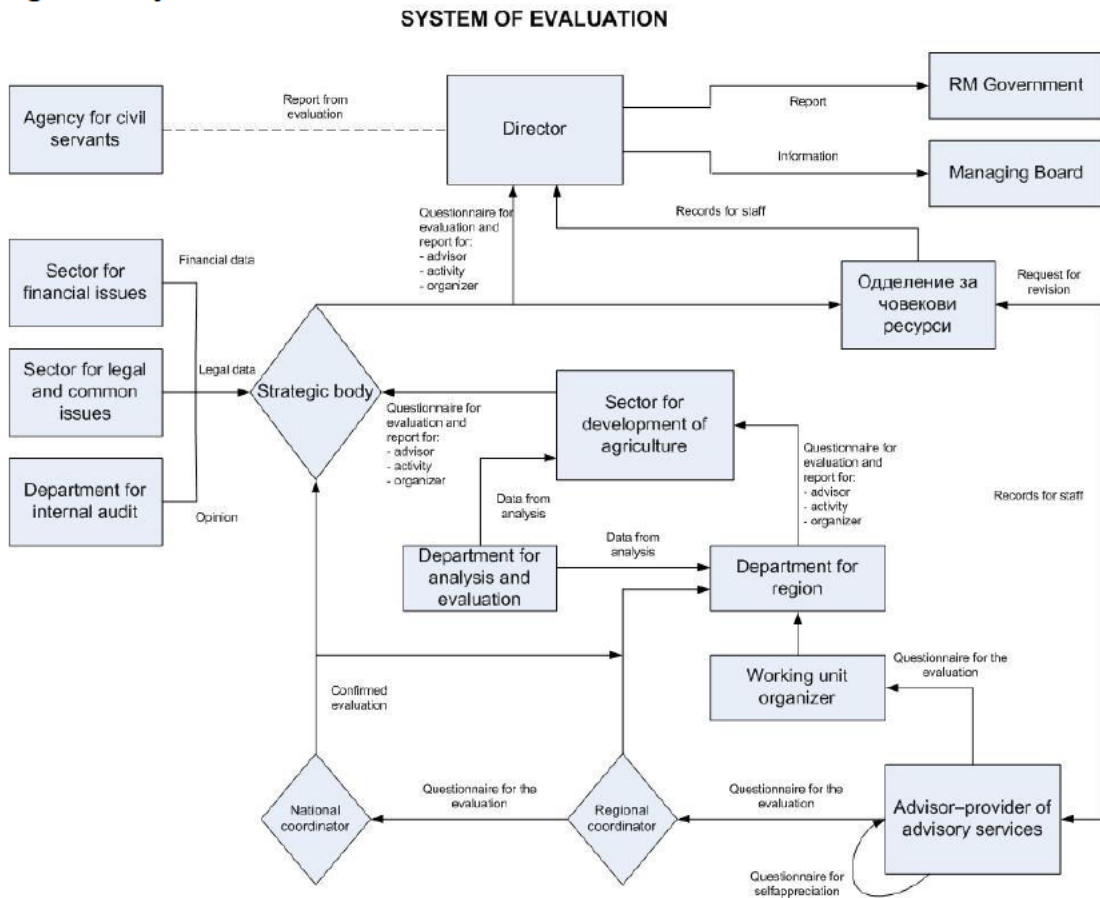 SYSTEM OF EVALUATION
Agency for civil
servants
Report from
evaluation
Director
Report
RM Government
Information
Managing Board
Questionnaire for
evaluation and
report for:
- advisor
- activity
- organizer
Records for staff
Sector for
financial issues
Financial data
Одделение за
човекови
ресурси
Request for
revision
Sector for legal
and common
issues
Legal data
Strategic body
Questionnaire for
evaluation and
report for:
- advisor
- activity
- organizer
Sector for
development of
agriculture
Questionnaire for
evaluation and
report for:
- advisor
- activity
- organizer
Department for
internal audit
Opinion
Data from
analysis
Records for staff
Department for
analysis and
evaluation
Data from
analysis
Department for
region
Working unit
organizer
Questionnaire for the
evaluation
Confirmed
evaluation
National
coordinator
Questionnaire for the
evaluation
Regional
coordinator
Questionnaire for the
evaluation
Advisor–provider of
advisory services
Questionnaire for
selfappreciation